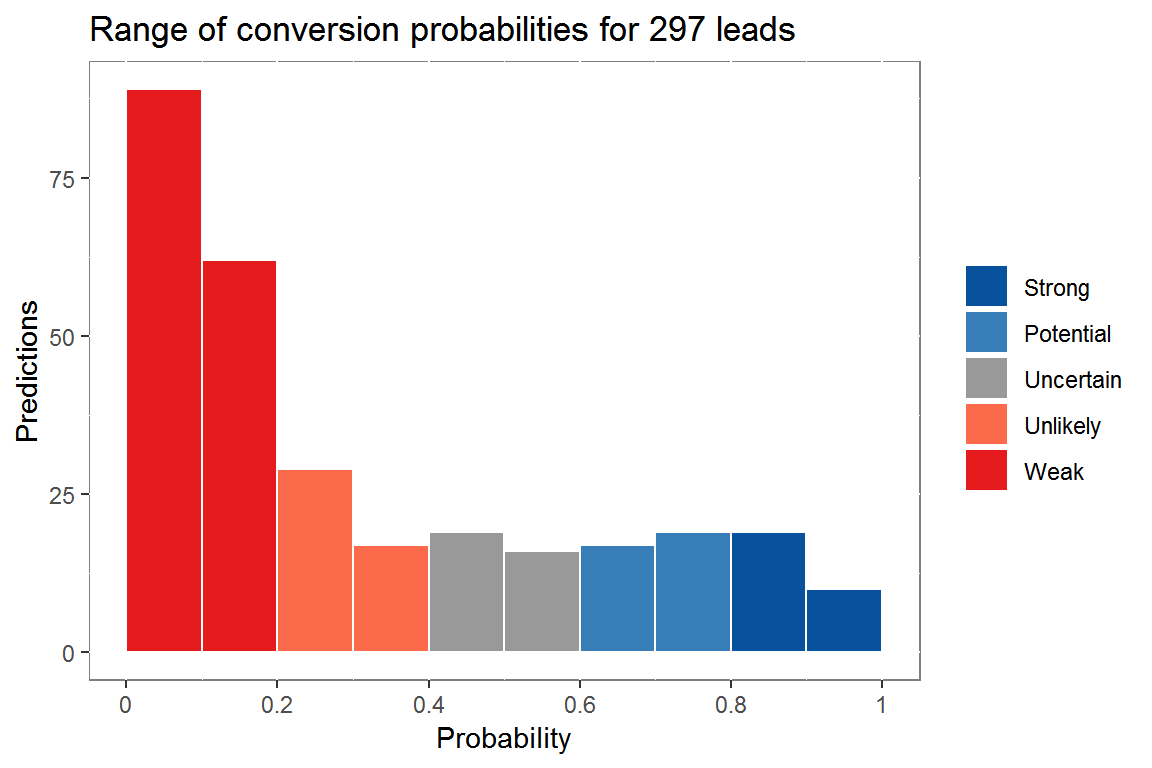 Range of conversion probabilities for 297 leads
Predictions
75
50
25
0
0 0.2 0.4 0.6 0.8 1
Probability
Strong
Potential
Uncertain
Unlikely
Weak